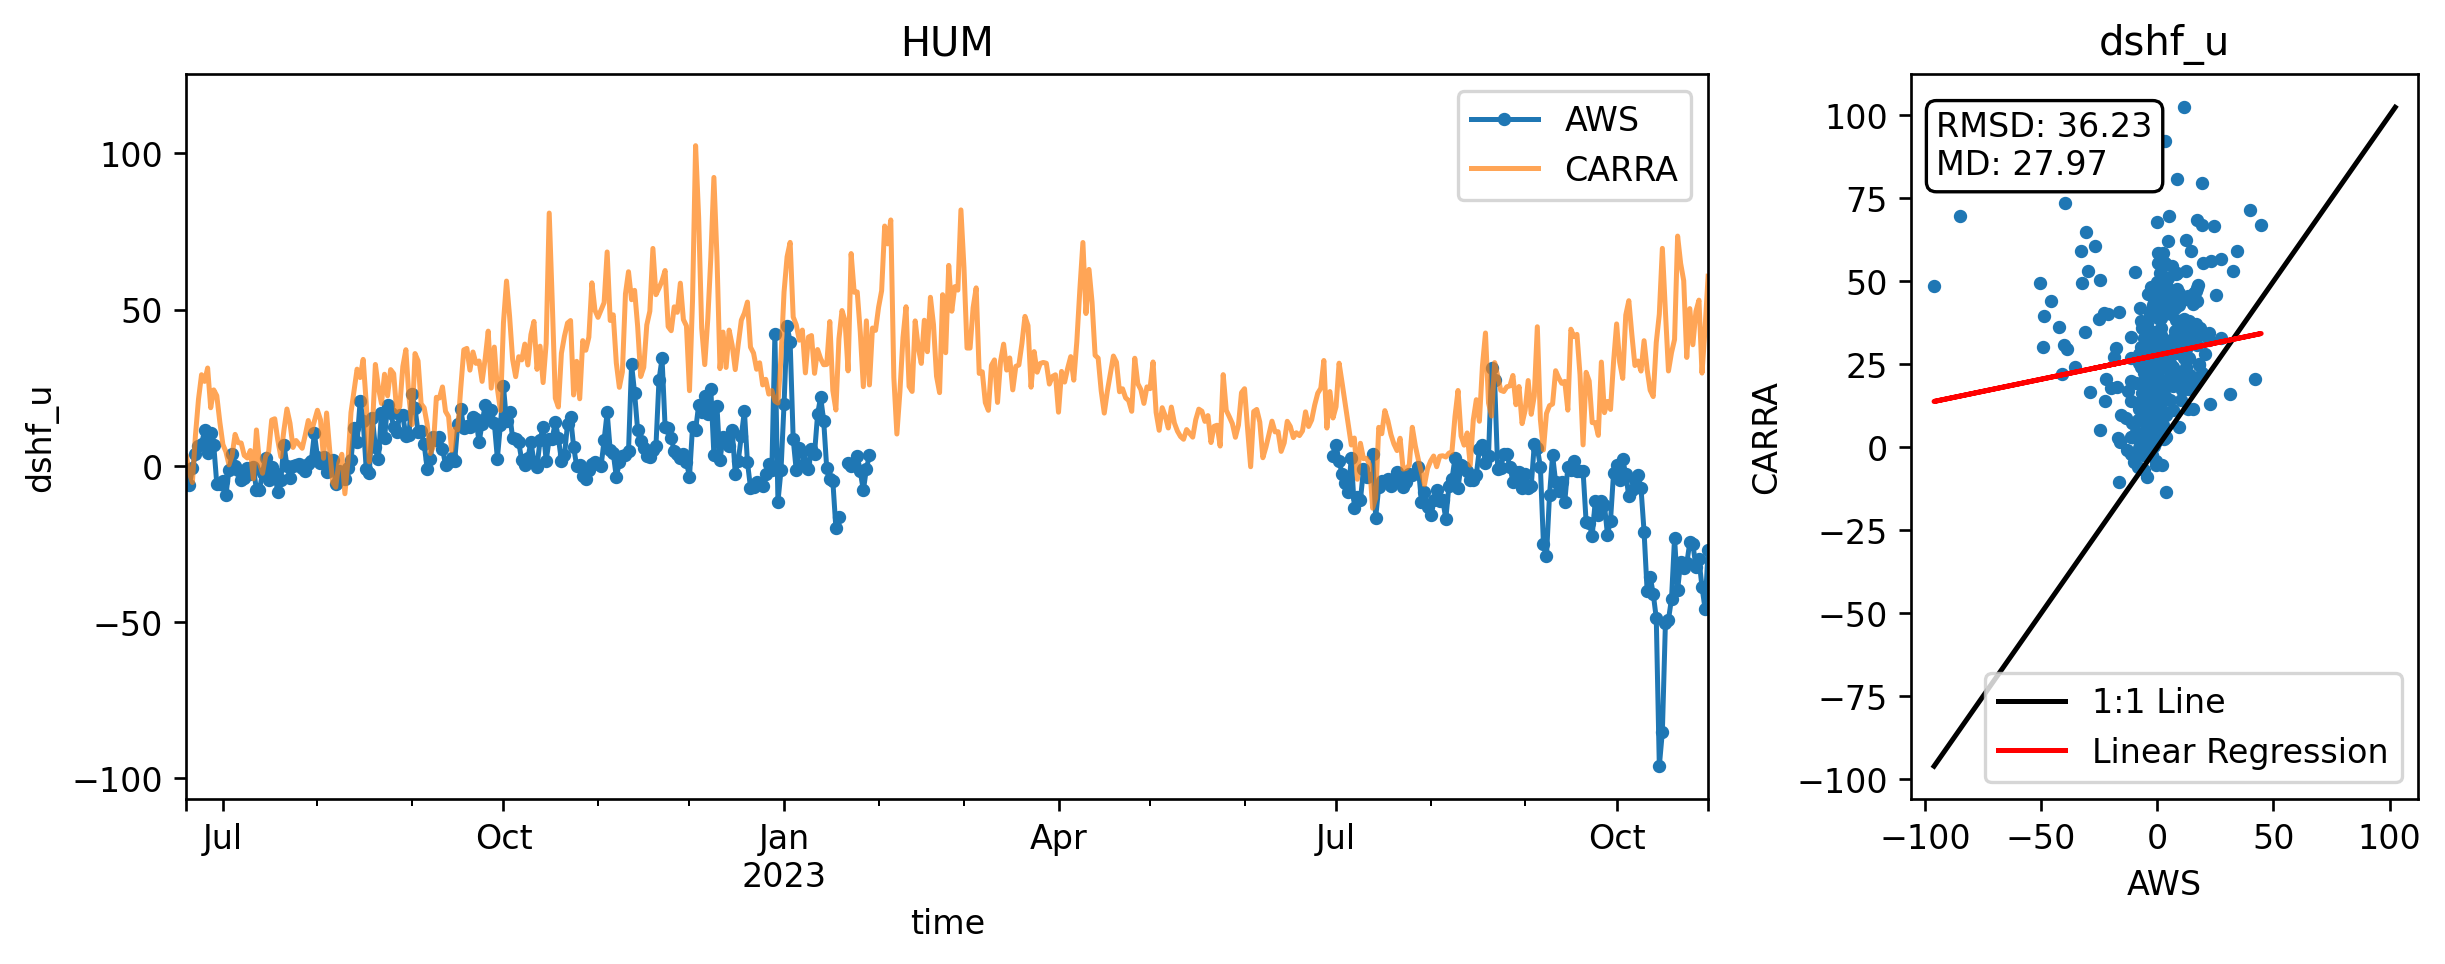 HUM
dshf_u
100
50
0
−50
−100
AWS
CARRA
Jul
Oct
Jan
2023
Apr
Jul
Oct
time
dshf_u
CARRA
100
75
50
25
0
−25
−50
−75
−100
RMSD: 36.23
MD: 27.97
1:1 Line
Linear Regression
−100
−50
0
50
100
AWS